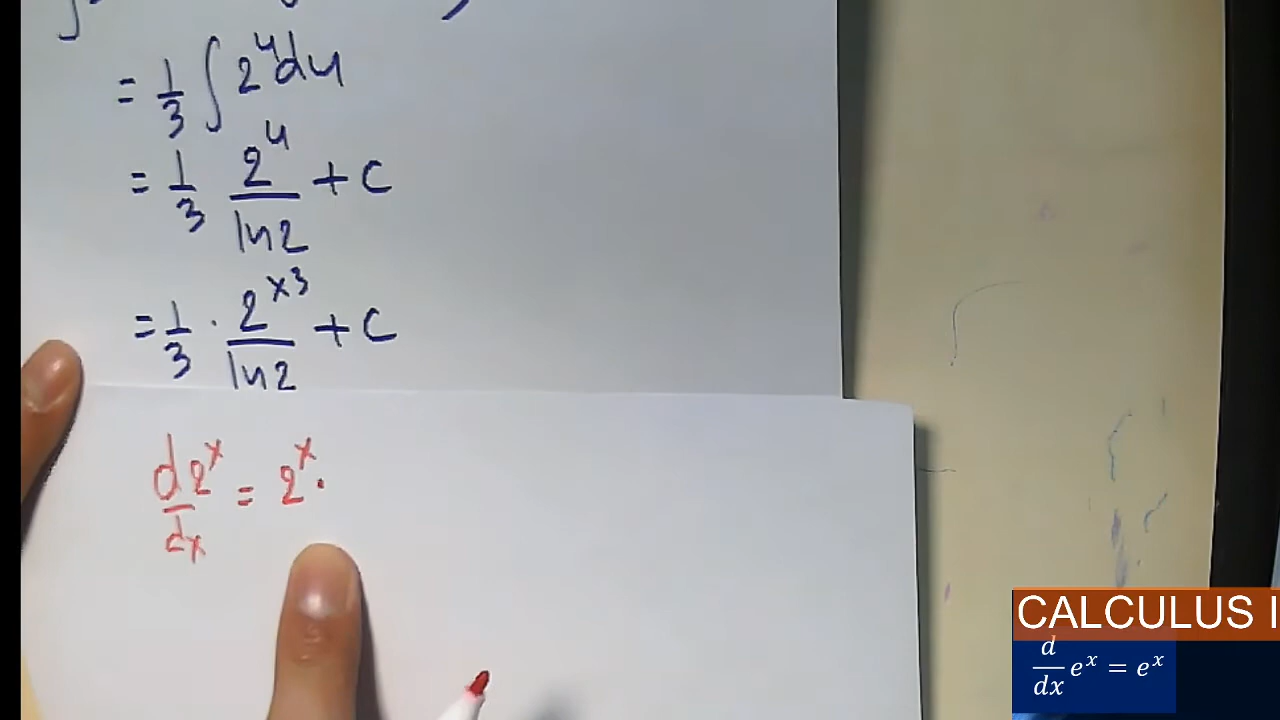 = 1/3 ∫ 2^u du
= 1/3 2^u/ln2 + c
= 1/3 · 2^x3/ln2 + c
d2^x/dx = 2^x ·
CALCULUS I
d/dx e^x = e^x